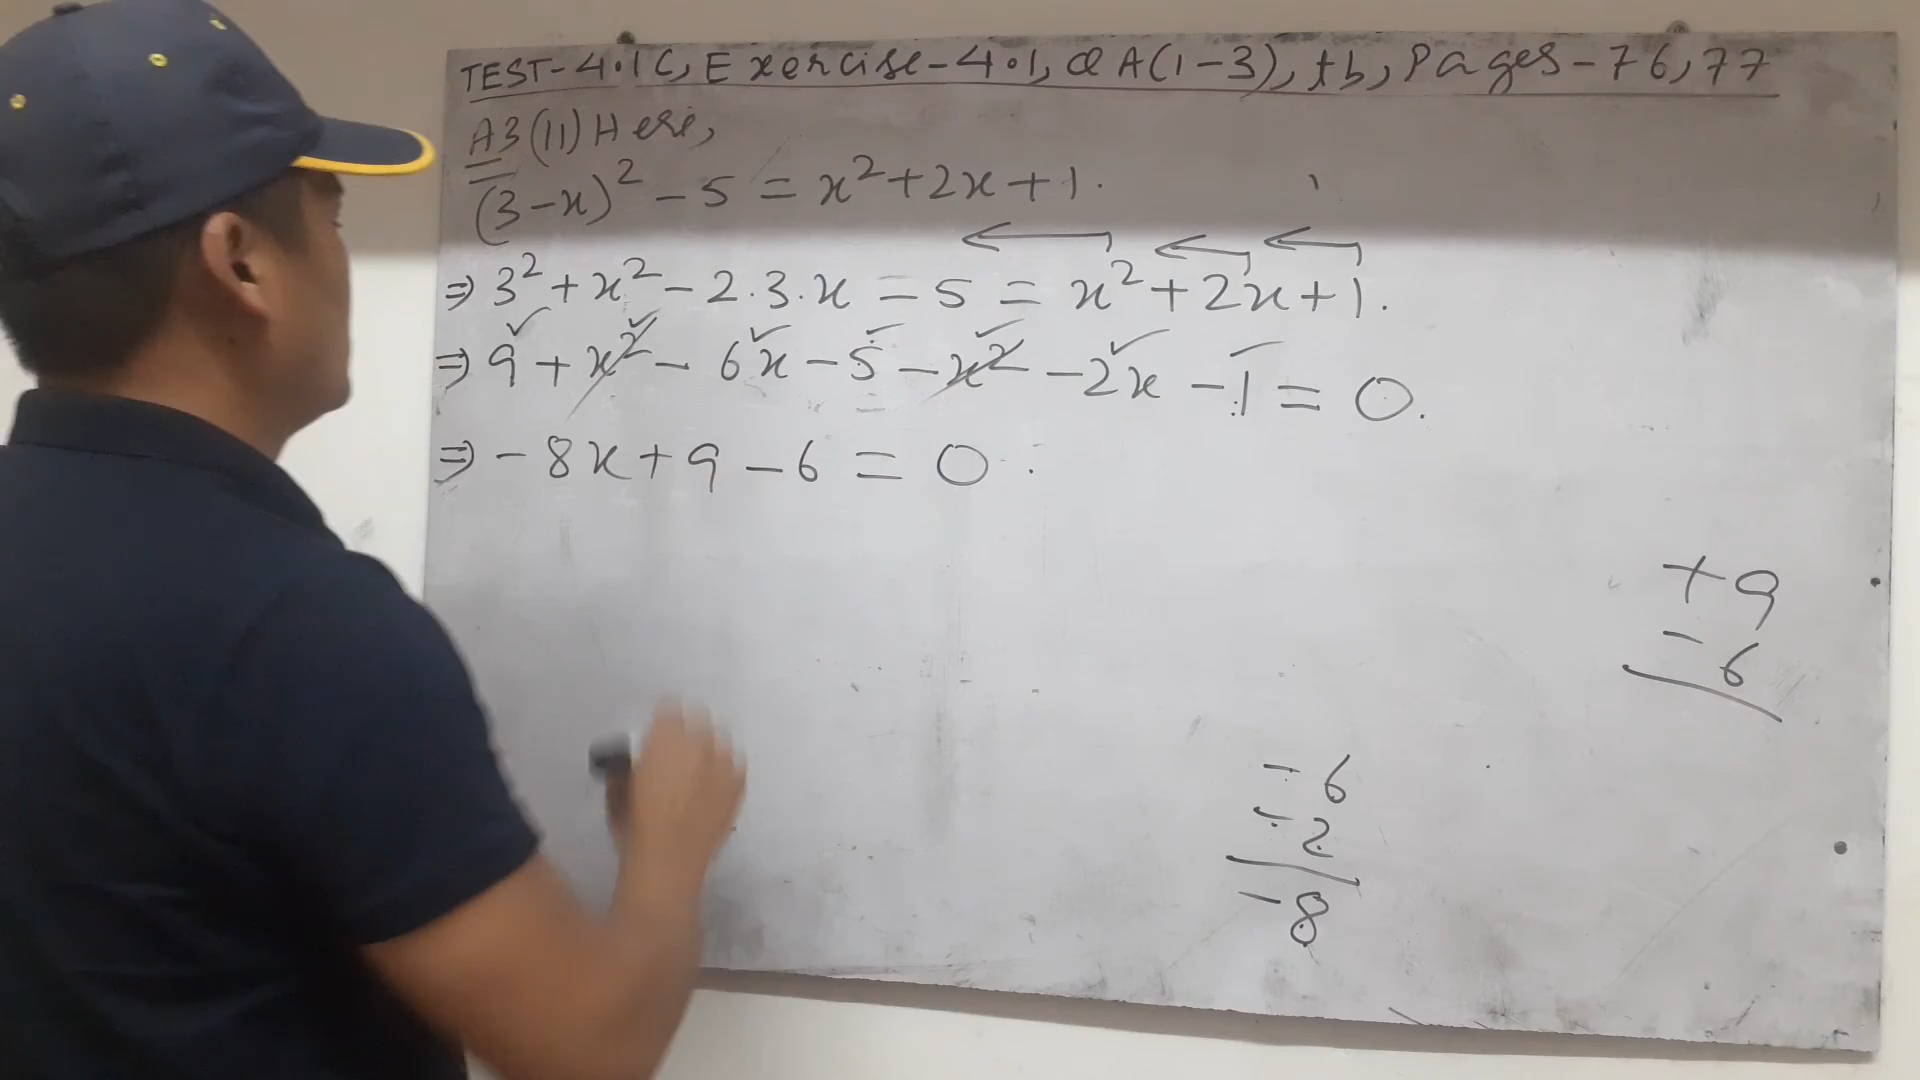 TEST-4.1C, Exercise-4.1, Q A(1-3), tb, Pages-76,77
A3(11) Here,
(3-x)² - 5 = x²+2x+1.
⇒ 3²+x²-2.3.x = 5 = x²+2x+1.
⇒ 9+x²- 6x-5-x²-2x-1=0.
⇒ -8x+9-6=0
+9
-6
-6
-2
-8